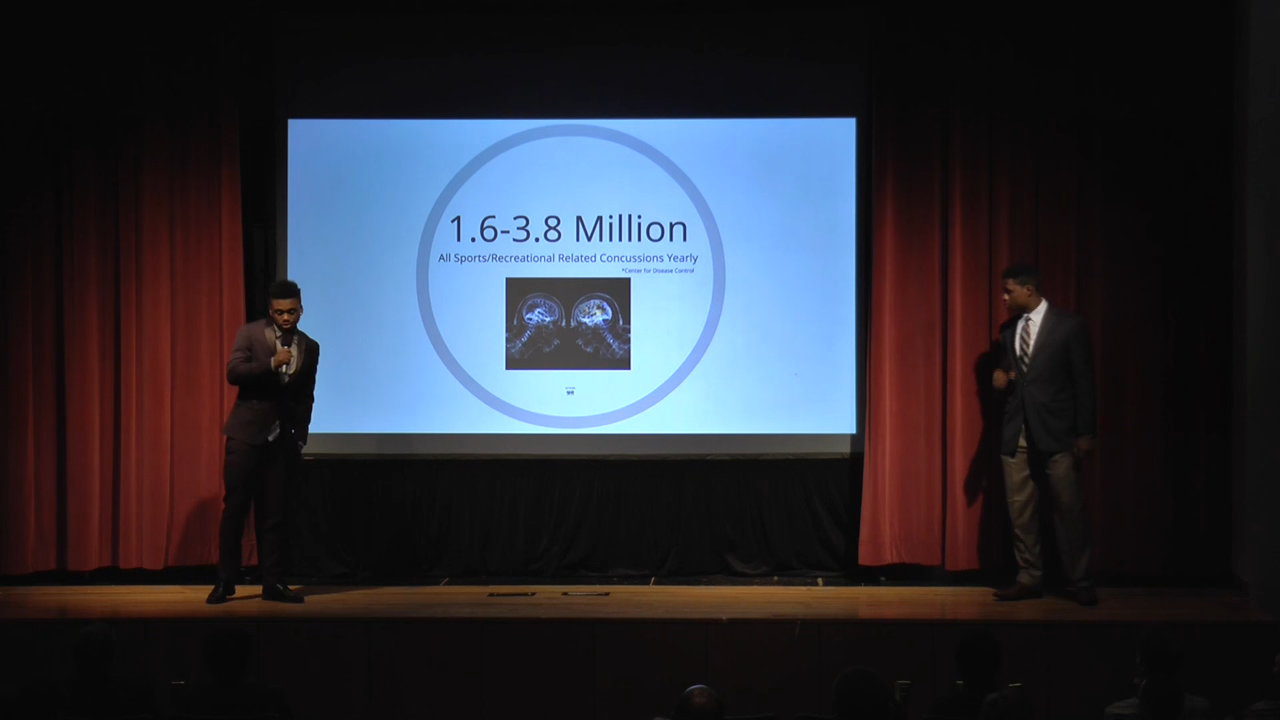 1.6-3.8 Million
All Sports/Recreational Related Concussions Yearly
*Center for Disease Control